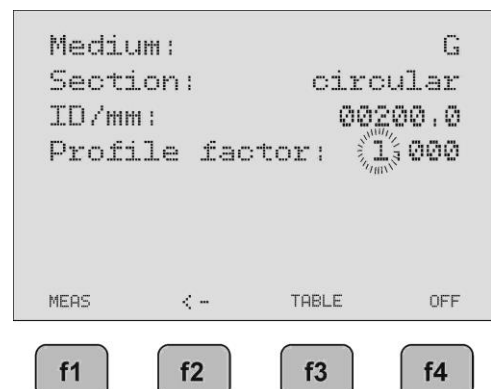 Medium: G
Section: circular
ID/mm: 00200.0
Profile factor: 1.000
MEAS <- TABLE OFF
f1 f2 f3 f4